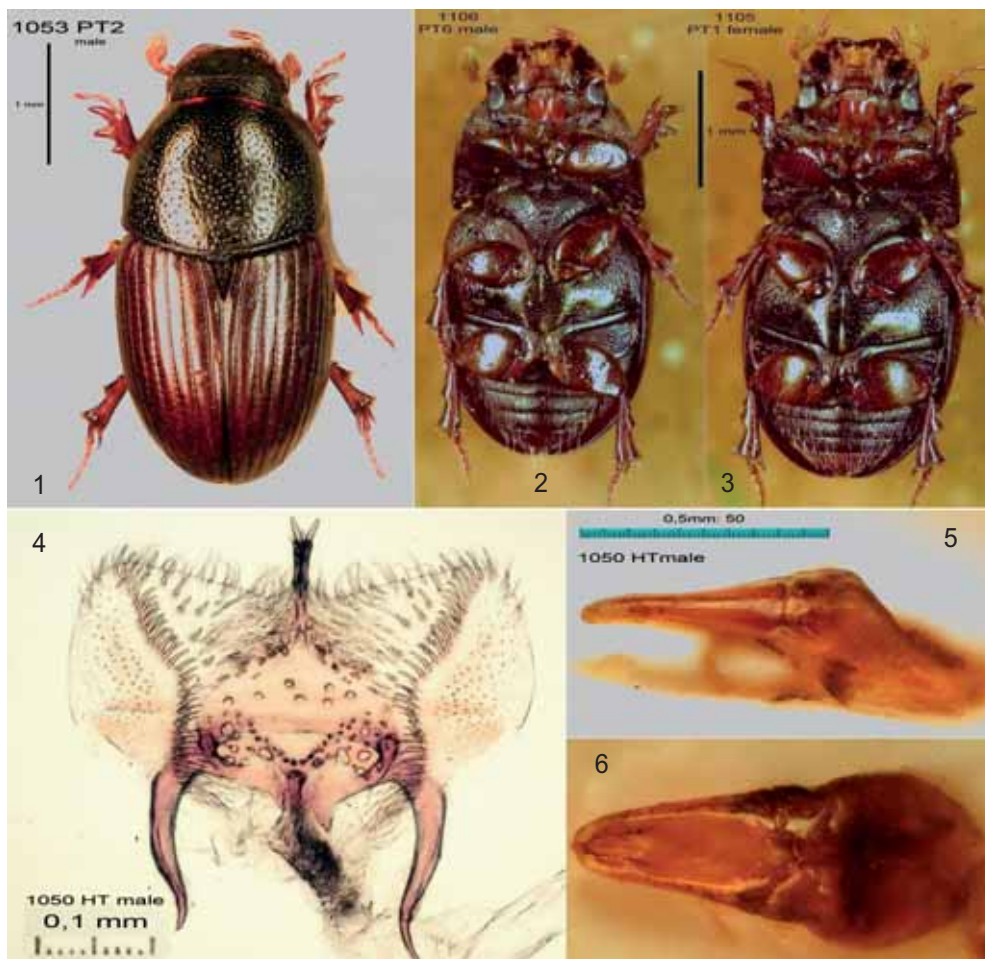 1053 PT2
male
1 mm
1
1106
PT6 male
2
1105
PT1 female
1 mm
3
4
1050 HT male
0,1 mm
0,5mm: 50
1050 HTmale
5
6